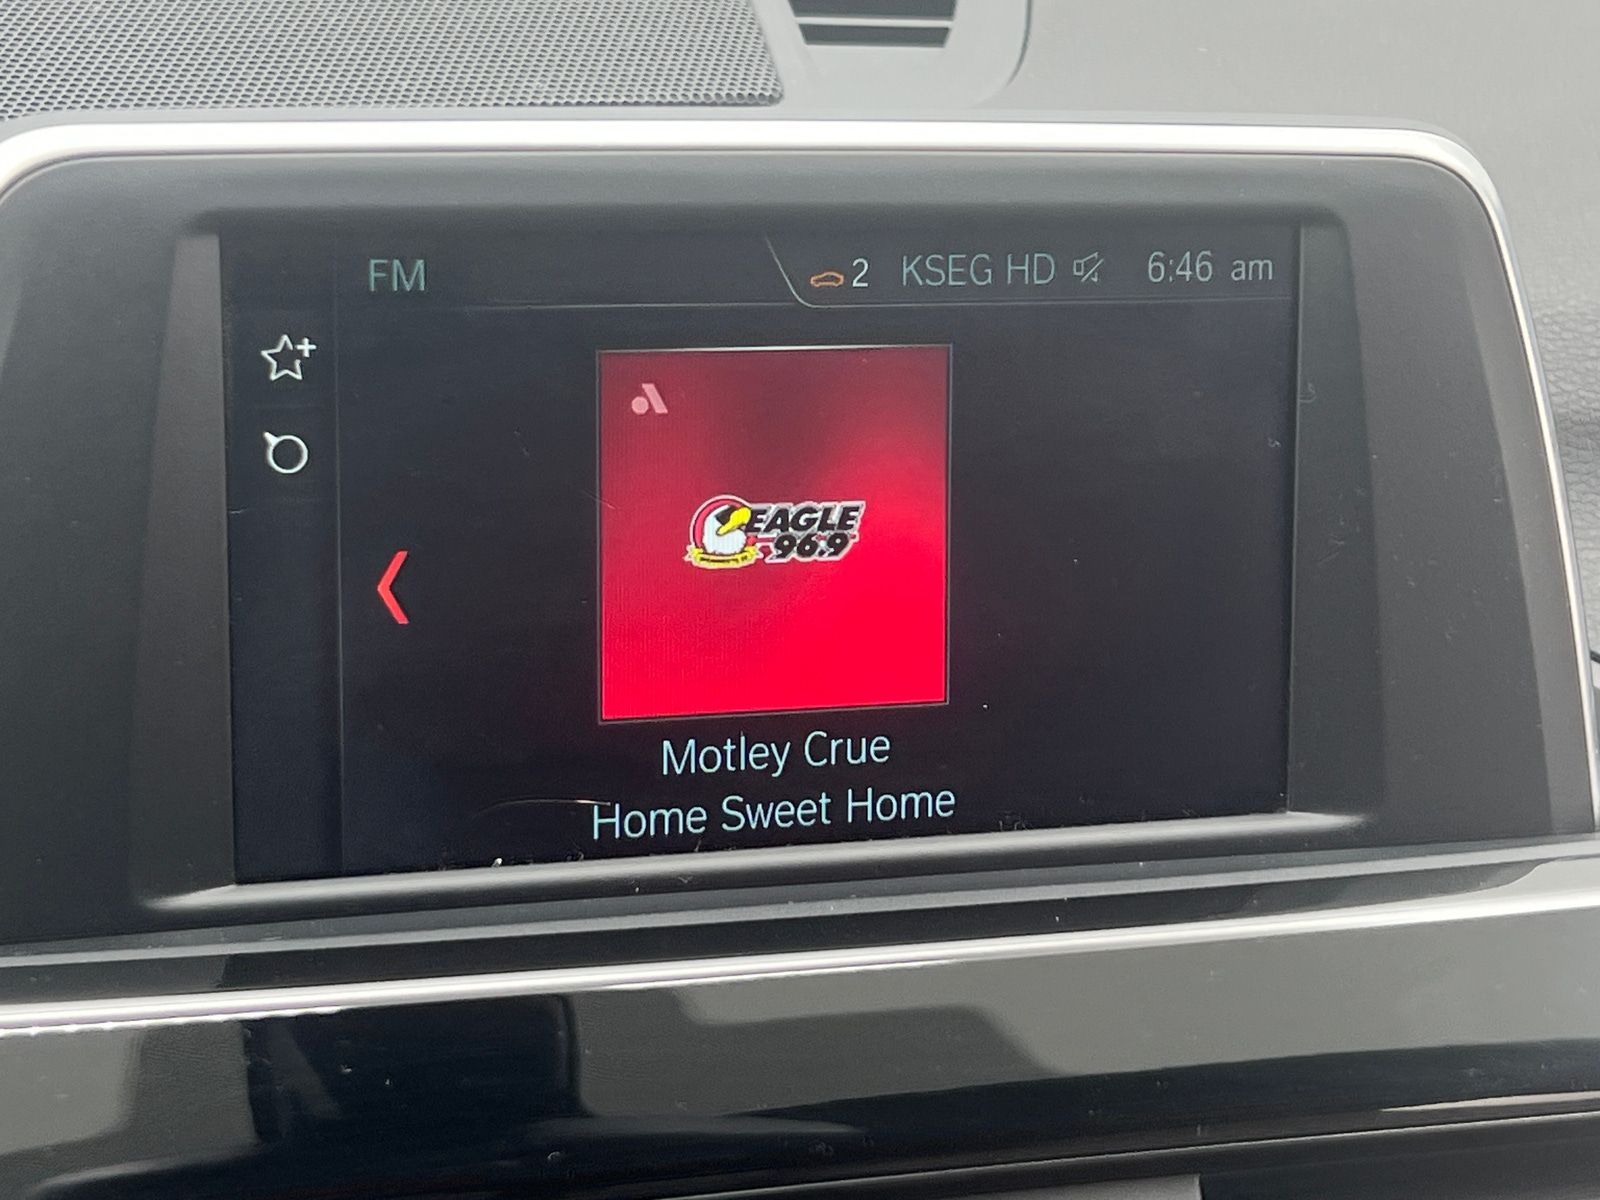 FM
2 KSEG HD 6:46 am
EAGLE
96.9
Motley Crue
Home Sweet Home